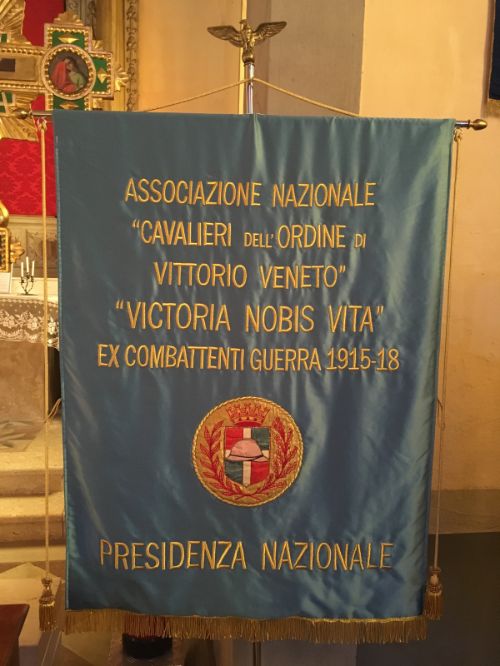 ASSOCIAZIONE NAZIONALE
"CAVALIERI DELL'ORDINE DI
VITTORIO VENETO"
"VICTORIA NOBIS VITA"
EX COMBATTENTI GUERRA 1915-18
PRESIDENZA NAZIONALE